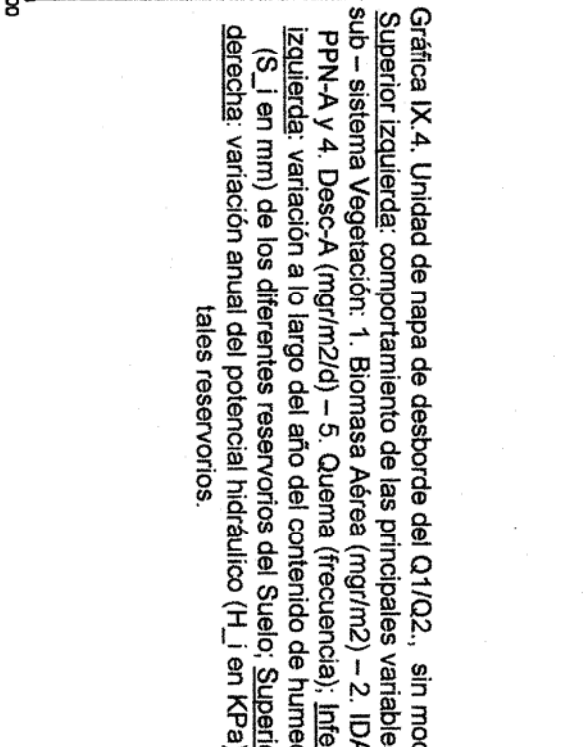 Gráfica IX.4. Unidad de napa de desborde del Q1/Q2., sin mod
Superior izquierda: comportamiento de las principales variable
sub – sistema Vegetación: 1. Biomasa Aérea (mgr/m2) – 2. IDA
PPN-A y 4. Desc-A (mgr/m2/d) – 5. Quema (frecuencia); Infe
izquierda: variación a lo largo del año del contenido de humed
(S_i en mm) de los diferentes reservorios del Suelo; Superio
derecha: variación anual del potencial hidráulico (H_i en KPa)
tales reservorios.
00